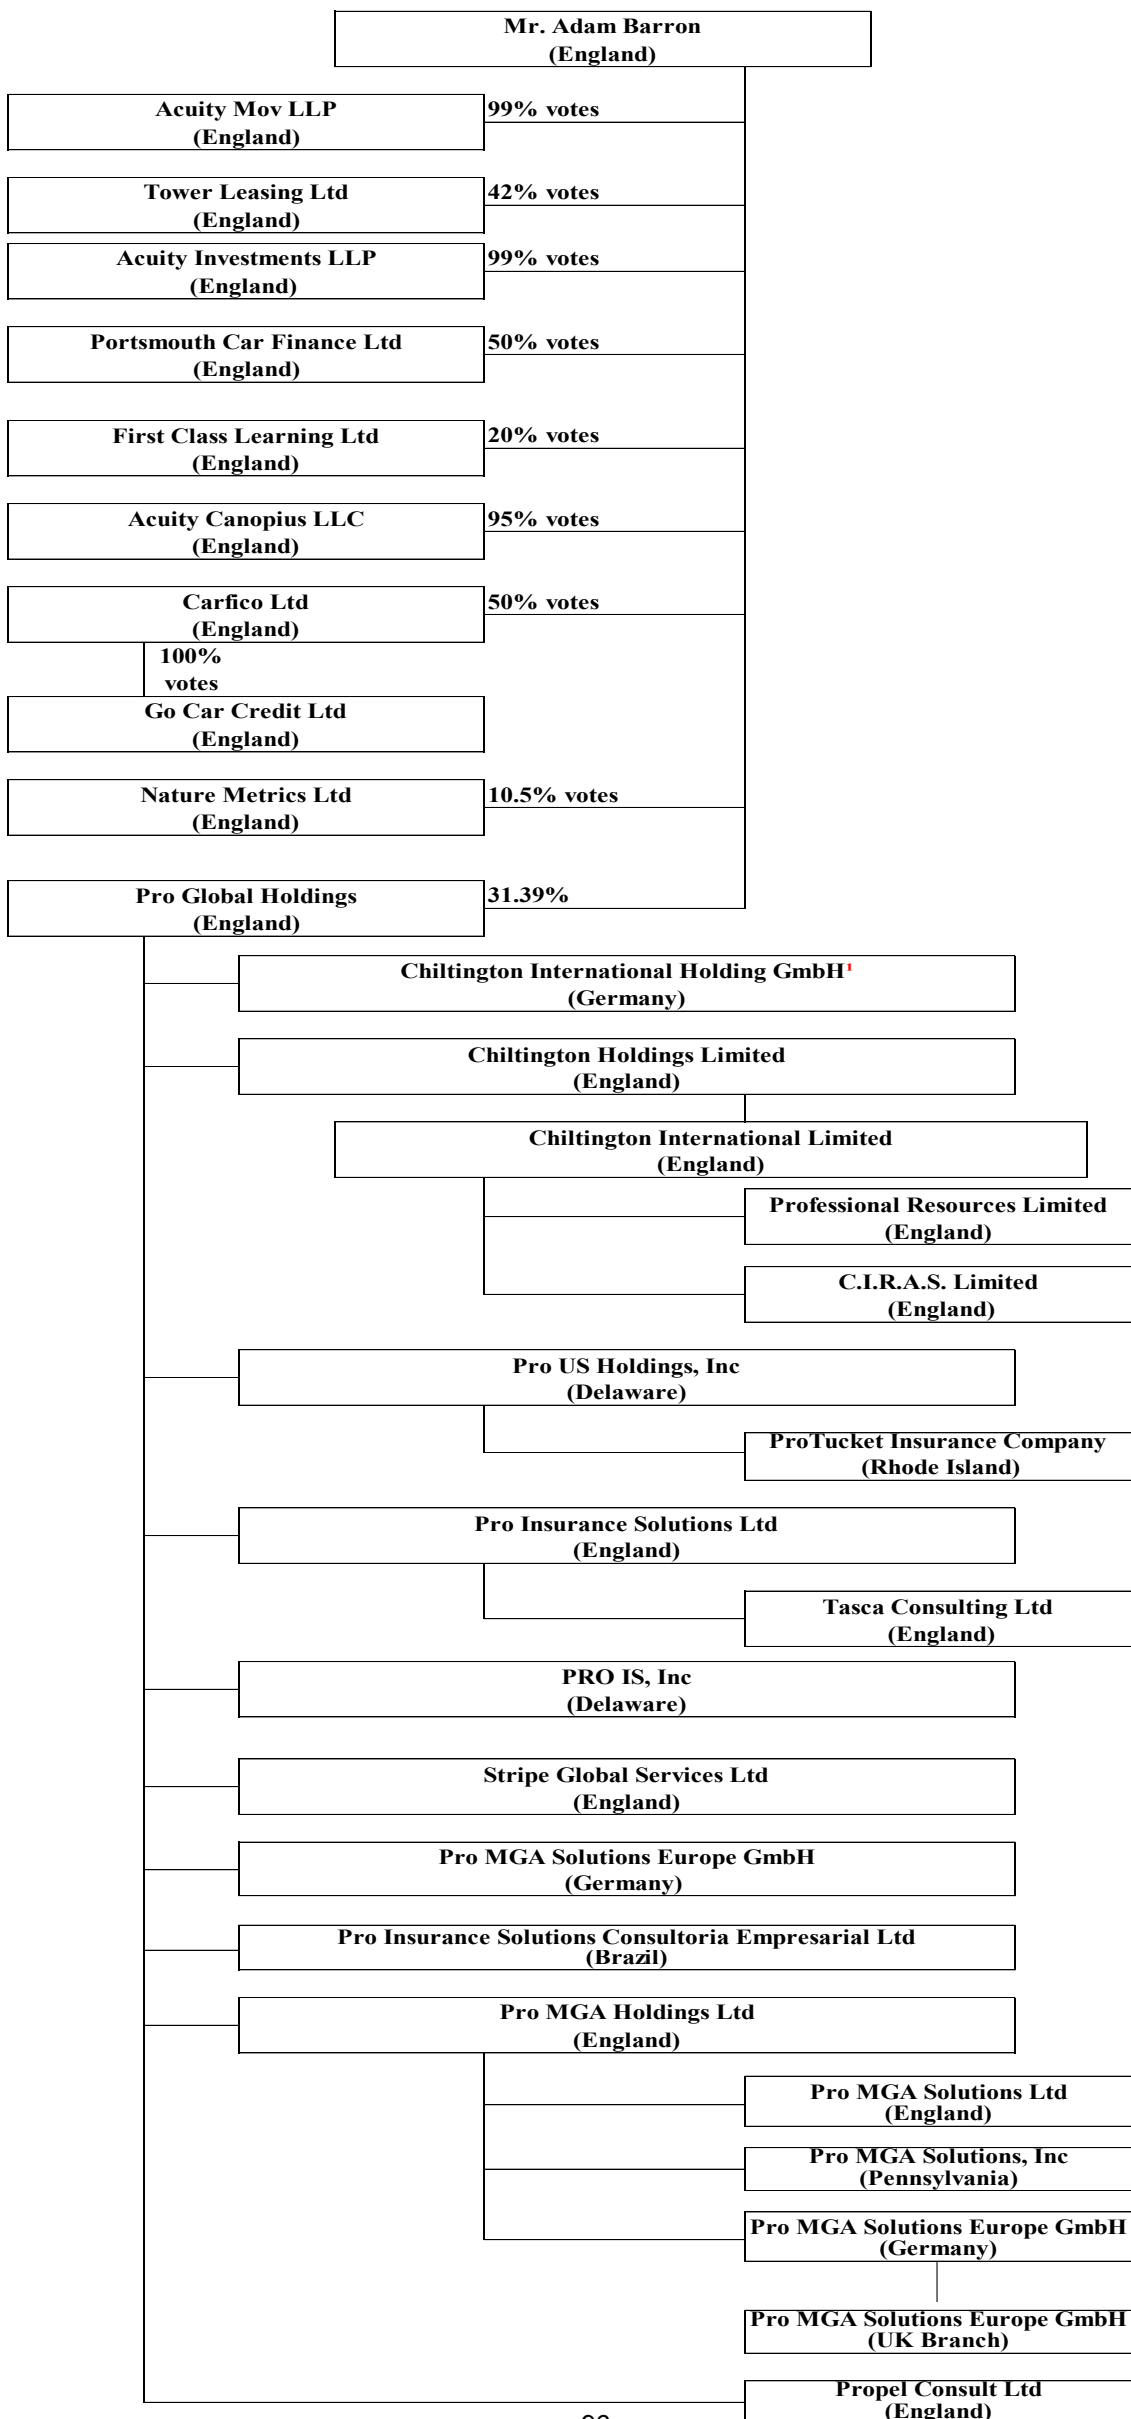 Mr. Adam Barron
(England)
Acuity Mov LLP
(England)
99% votes
Tower Leasing Ltd
(England)
42% votes
Acuity Investments LLP
(England)
99% votes
Portsmouth Car Finance Ltd
(England)
50% votes
First Class Learning Ltd
(England)
20% votes
Acuity Canopius LLC
(England)
95% votes
Carfico Ltd
(England)
50% votes
100%
votes
Go Car Credit Ltd
(England)
Nature Metrics Ltd
(England)
10.5% votes
Pro Global Holdings
(England)
31.39%
Chiltington International Holding GmbH¹
(Germany)
Chiltington Holdings Limited
(England)
Chiltington International Limited
(England)
Professional Resources Limited
(England)
C.I.R.A.S. Limited
(England)
Pro US Holdings, Inc
(Delaware)
ProTucket Insurance Company
(Rhode Island)
Pro Insurance Solutions Ltd
(England)
Tasca Consulting Ltd
(England)
PRO IS, Inc
(Delaware)
Stripe Global Services Ltd
(England)
Pro MGA Solutions Europe GmbH
(Germany)
Pro Insurance Solutions Consultoria Empresarial Ltd
(Brazil)
Pro MGA Holdings Ltd
(England)
Pro MGA Solutions Ltd
(England)
Pro MGA Solutions, Inc
(Pennsylvania)
Pro MGA Solutions Europe GmbH
(Germany)
Pro MGA Solutions Europe GmbH
(UK Branch)
Propel Consult Ltd
(England)